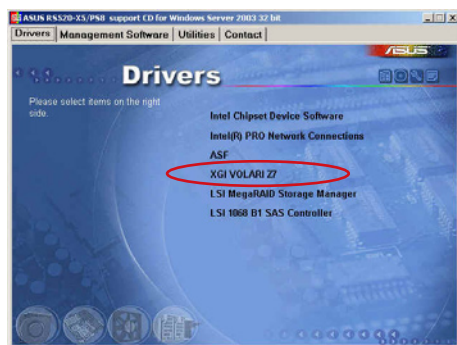 ASUS RS520-X5/PS8 support CD for Windows Server 2003 32 bit
Drivers Management Software Utilities Contact
ASUS
Drivers
Please select items on the right
side.
Intel Chipset Device Software
Intel(R) PRO Network Connections
ASF
XGI VOLARI Z7
LSI MegaRAID Storage Manager
LSI 1068 B1 SAS Controller